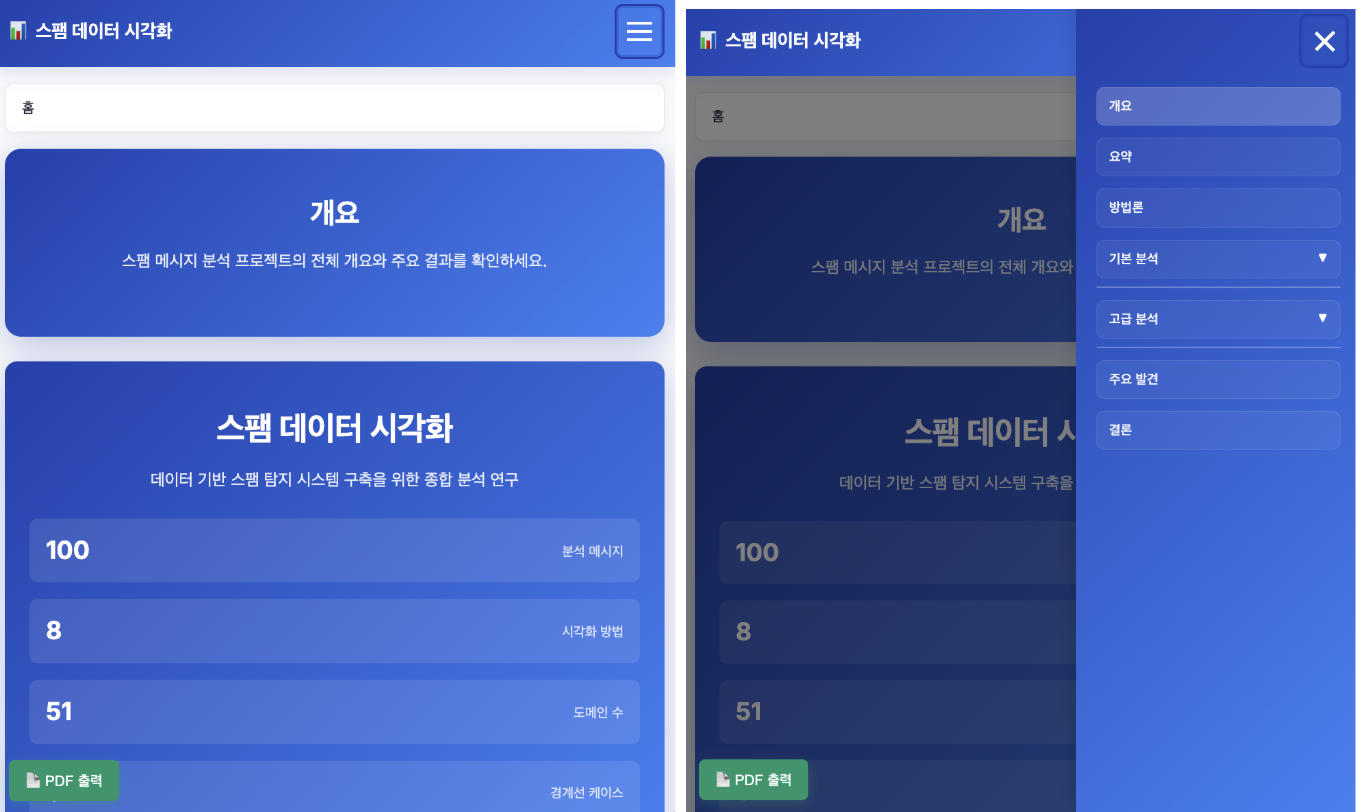 스팸 데이터 시각화
홈
개요
스팸 메시지 분석 프로젝트의 전체 개요와 주요 결과를 확인하세요.
스팸 데이터 시각화
데이터 기반 스팸 탐지 시스템 구축을 위한 종합 분석 연구
100 분석 메시지
8 시각화 방법
51 도메인 수
경계선 케이스
PDF 출력
스팸 데이터 시각화
홈
개요
스팸 메시지 분석 프로젝트의 전체 개요와
스팸 데이터 시
데이터 기반 스팸 탐지 시스템 구축을
100
8
51
PDF 출력
개요
요약
방법론
기본 분석 ▼
고급 분석 ▼
주요 발견
결론